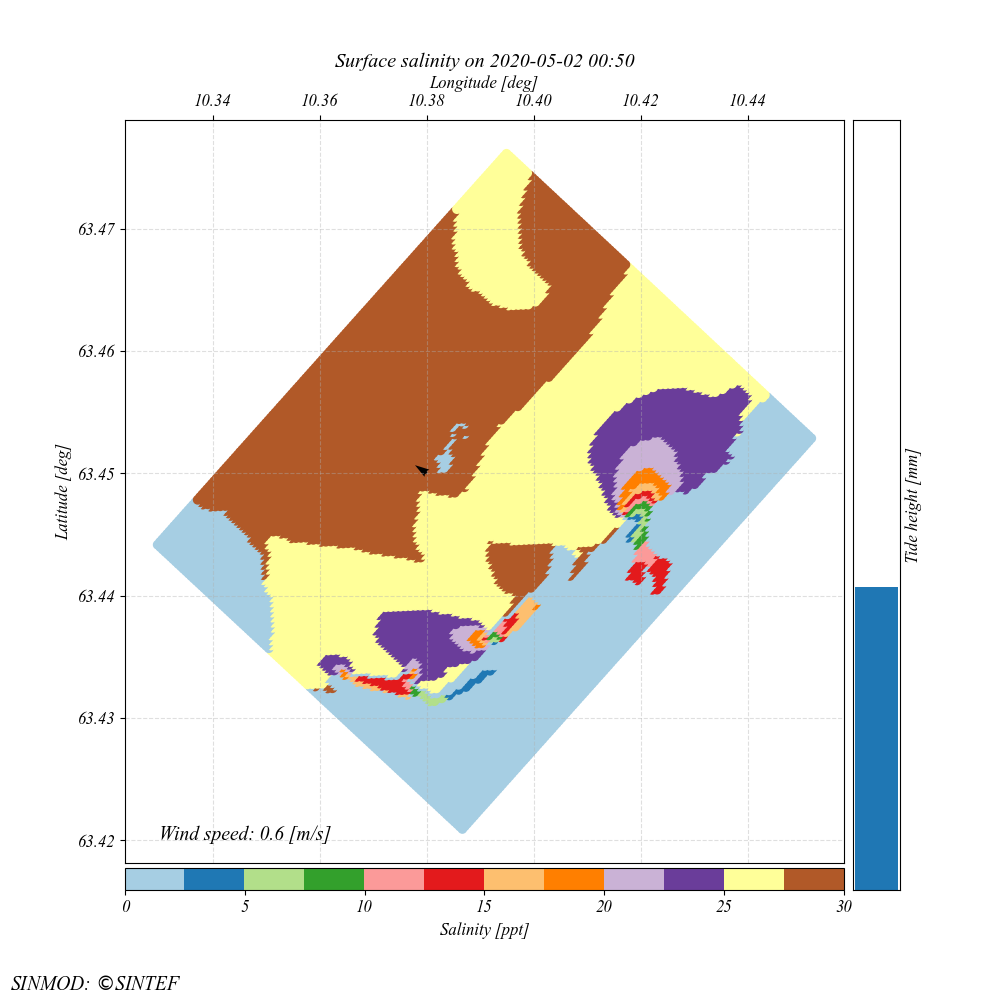 Surface salinity on 2020-05-02 00:50
Longitude [deg]
10.34 10.36 10.38 10.40 10.42 10.44
63.47
63.46
63.45
63.44
63.43
63.42
Latitude [deg]
Tide height [mm]
Wind speed: 0.6 [m/s]
0 5 10 15 20 25 30
Salinity [ppt]
SINMOD: ©SINTEF